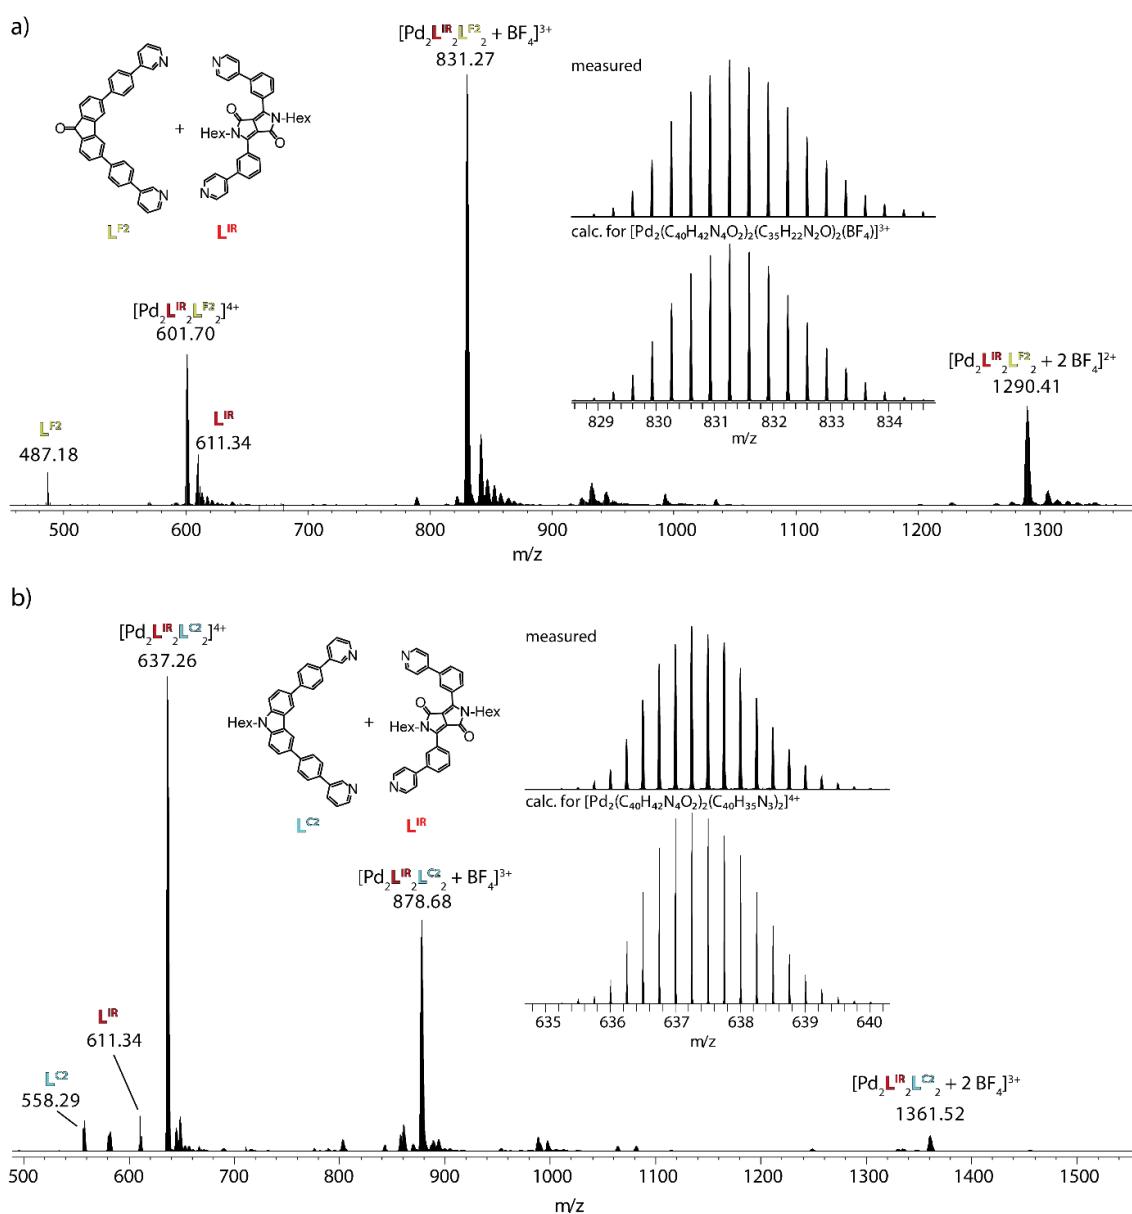 a)
[Pd₂Lᴵᴿ₂Lꟳ²₂ + BF₄]³⁺
831.27
measured
N
N
O
O
+
Hex-N
N-Hex
O
N
N
Lꟳ²
Lᴵᴿ
calc. for [Pd₂(C₄₀H₄₂N₄O₂)₂(C₃₅H₂₂N₂O)₂(BF₄)]³⁺
[Pd₂Lᴵᴿ₂Lꟳ²₂]⁴⁺
601.70
[Pd₂Lᴵᴿ₂Lꟳ²₂ + 2 BF₄]²⁺
1290.41
Lꟳ²
487.18
Lᴵᴿ
611.34
829 830 831 832 833 834
m/z
500 600 700 800 900 1000 1100 1200 1300
m/z
b)
[Pd₂Lᴵᴿ₂Lᶜ²₂]⁴⁺
637.26
measured
N
N
Hex-N
+
O
N-Hex
Hex-N
O
N
N
Lᶜ²
Lᴵᴿ
calc. for [Pd₂(C₄₀H₄₂N₄O₂)₂(C₄₀H₃₅N₃)₂]⁴⁺
[Pd₂Lᴵᴿ₂Lᶜ²₂ + BF₄]³⁺
878.68
635 636 637 638 639 640
m/z
Lᴵᴿ
611.34
Lᶜ²
558.29
[Pd₂Lᴵᴿ₂Lᶜ²₂ + 2 BF₄]³⁺
1361.52
500 600 700 800 900 1000 1100 1200 1300 1400 1500
m/z